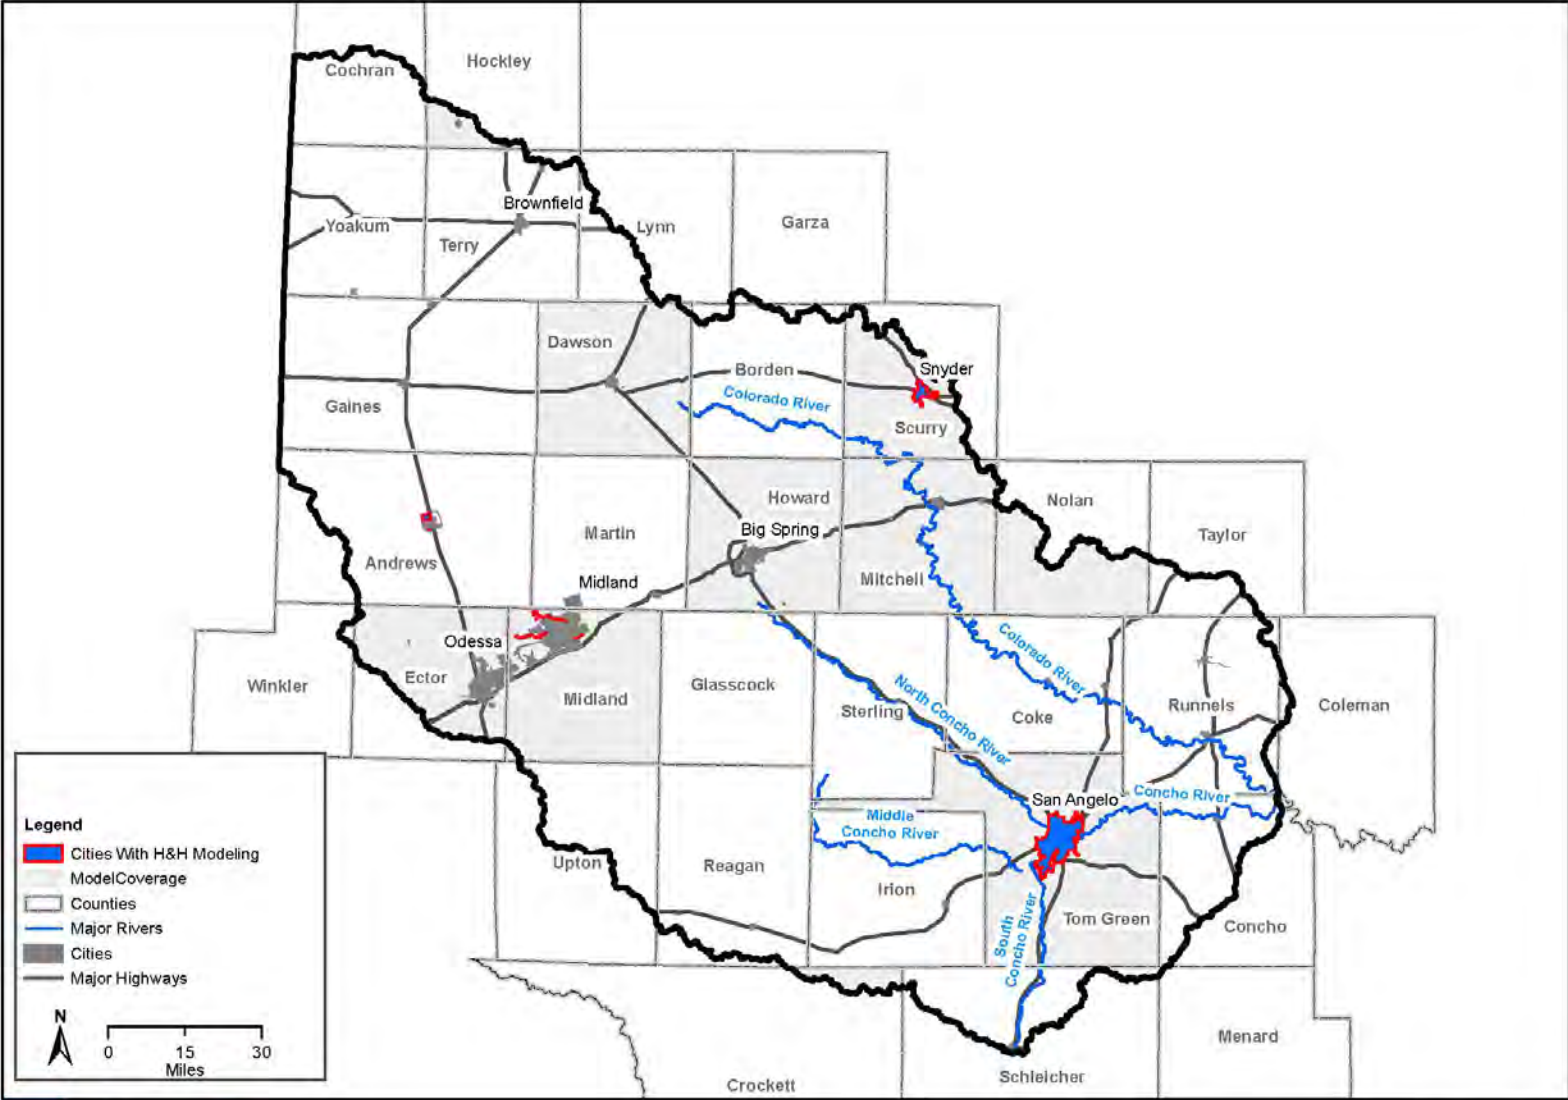 Hockley
Cochran
Brownfield
Yoakum
Terry
Lynn
Garza
Dawson
Borden
Snyder
Colorado River
Gaines
Scurry
Howard
Nolan
Big Spring
Martin
Taylor
Andrews
Mitchell
Midland
Odessa
Colorado River
Ector
Winkler
Midland
Glasscock
North Concho River
Sterling
Coke
Runnels
Coleman
San Angelo
Concho River
Middle
Concho River
Upton
Reagan
Irion
Tom Green
South
Concho River
Concho
Menard
Schleicher
Crockett
Legend
Cities With H&H Modeling
ModelCoverage
Counties
Major Rivers
Cities
Major Highways
N
0 15 30
Miles